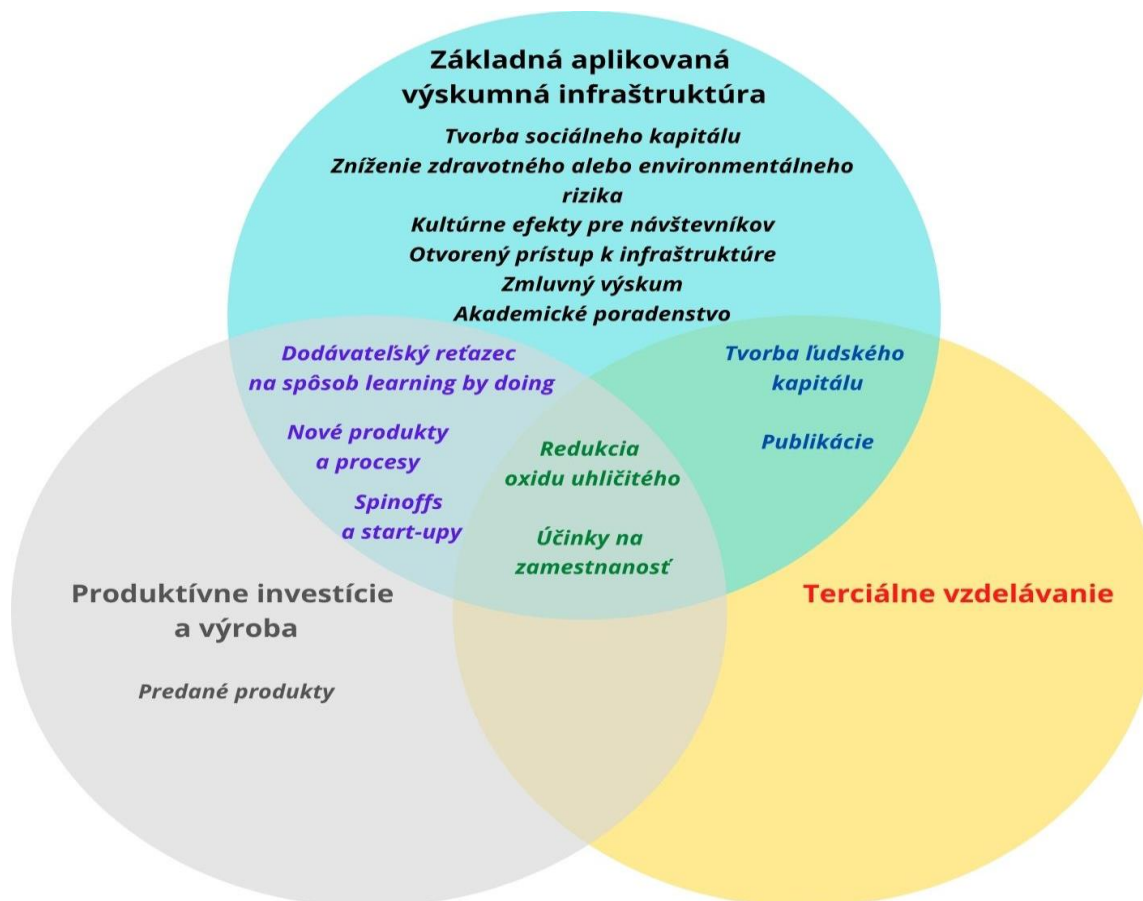 Základná aplikovaná
výskumná infraštruktúra
Tvorba sociálneho kapitálu
Zníženie zdravotného alebo environmentálneho
rizika
Kultúrne efekty pre návštevníkov
Otvorený prístup k infraštruktúre
Zmluvný výskum
Akademické poradenstvo
Dodávateľský reťazec
na spôsob learning by doing
Nové produkty
a procesy
Spinoffs
a start-upy
Tvorba ľudského
kapitálu
Publikácie
Redukcia
oxidu uhličitého
Účinky na
zamestnanosť
Produktívne investície
a výroba
Predané produkty
Terciálne vzdelávanie